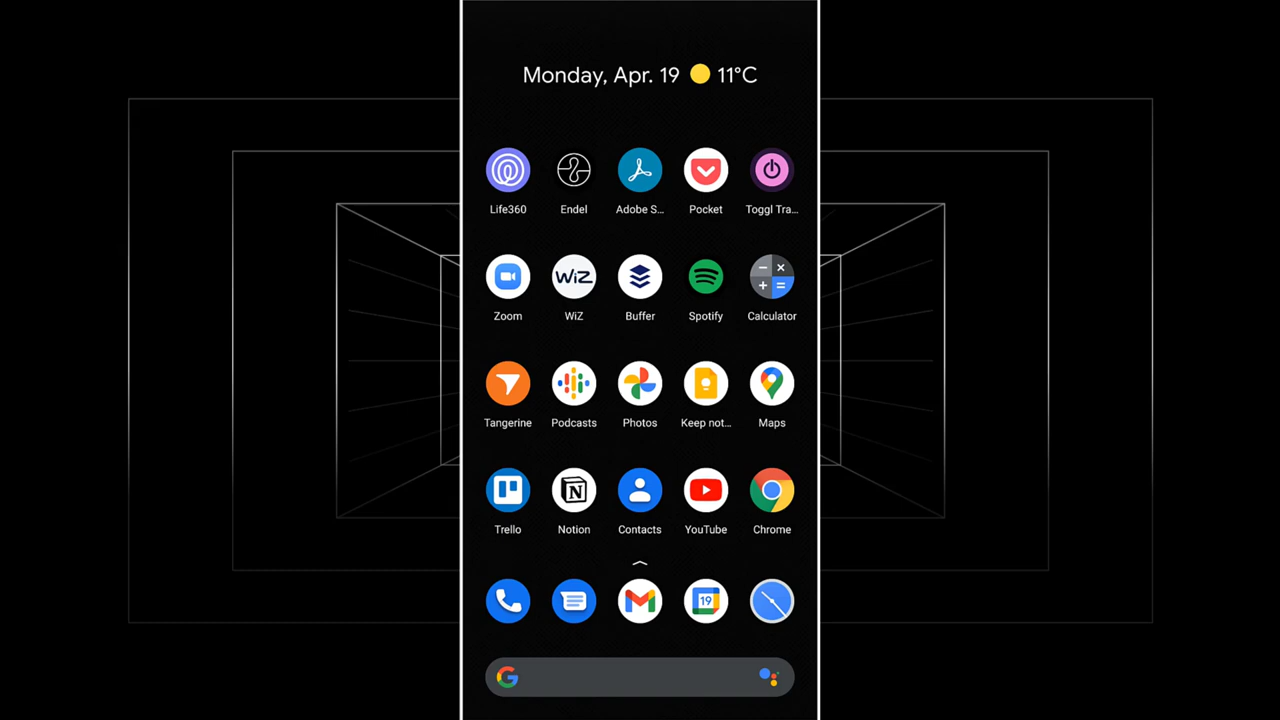 Monday, Apr. 19 11°C
Life360 Endel Adobe S... Pocket Toggl Tra...
WiZ
Zoom WiZ Buffer Spotify Calculator
Tangerine Podcasts Photos Keep not... Maps
N
Trello Notion Contacts YouTube Chrome
19
G